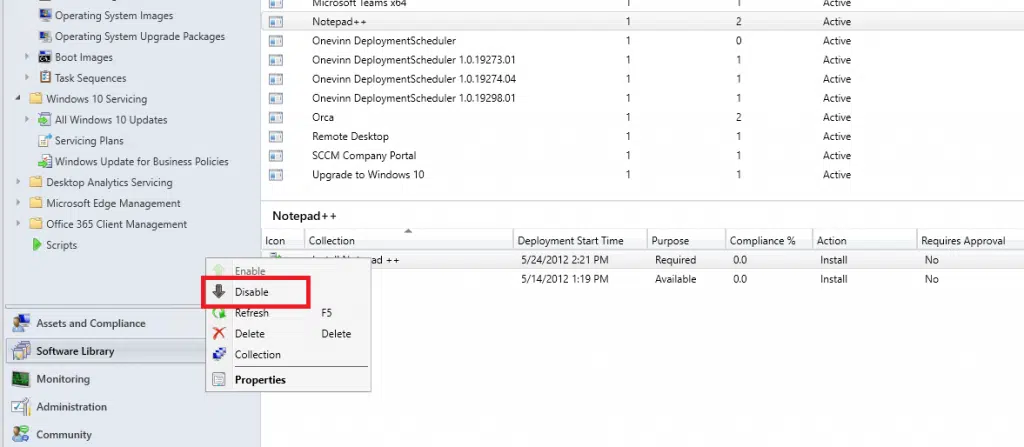 Operating System Images
Operating System Upgrade Packages
Boot Images
Task Sequences
Windows 10 Servicing
All Windows 10 Updates
Servicing Plans
Windows Update for Business Policies
Desktop Analytics Servicing
Microsoft Edge Management
Office 365 Client Management
Scripts
Assets and Compliance
Software Library
Monitoring
Administration
Community
Microsoft Teams x64 1 1 Active
Notepad++ 1 2 Active
Onevinn DeploymentScheduler 1 0 Active
Onevinn DeploymentScheduler 1.0.19273.01 1 1 Active
Onevinn DeploymentScheduler 1.0.19274.04 1 1 Active
Onevinn DeploymentScheduler 1.0.19298.01 1 1 Active
Orca 1 2 Active
Remote Desktop 1 1 Active
SCCM Company Portal 1 1 Active
Upgrade to Windows 10 1 1 Active
Notepad++
Icon Collection Deployment Start Time Purpose Compliance % Action Requires Approval
Install Notepad ++ 5/24/2012 2:21 PM Required 0.0 Install No
5/14/2012 1:19 PM Available 0.0 Install No
Enable
Disable
Refresh F5
Delete Delete
Collection
Properties